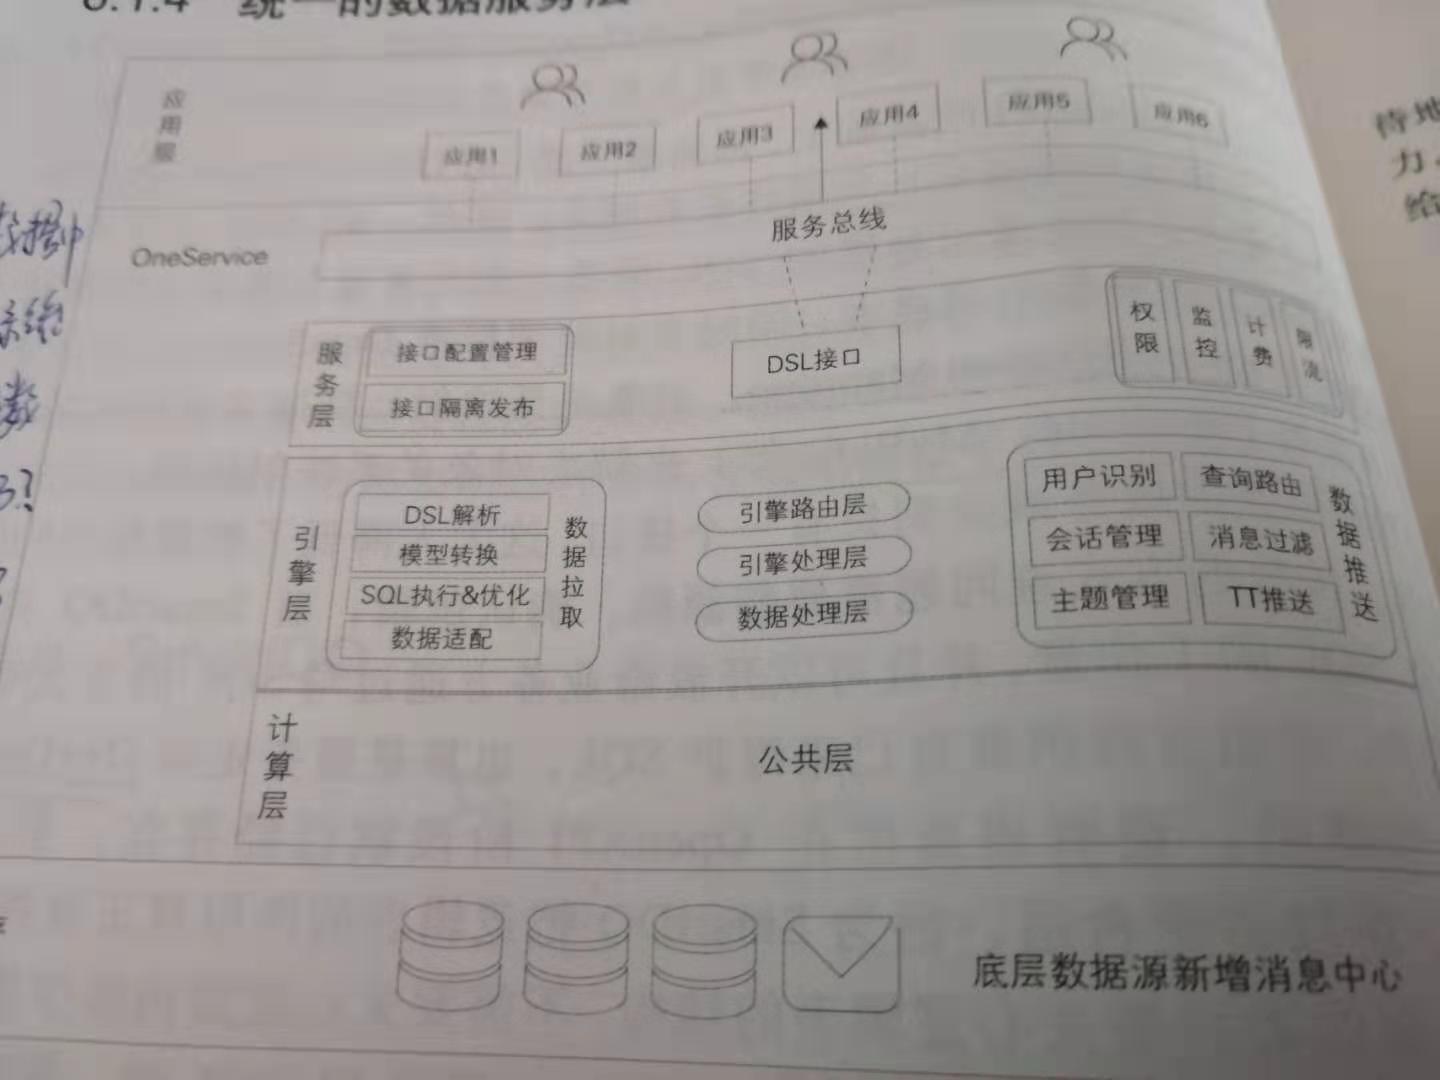 6.1.4 统一的数据服务层
应用层
应用1
应用2
应用3
应用4
应用5
应用6
OneService
服务总线
服务层
接口配置管理
接口隔离发布
DSL接口
权限
监控
计费
限流
引擎层
DSL解析
模型转换
SQL执行&优化
数据适配
数据拉取
引擎路由层
引擎处理层
数据处理层
用户识别
查询路由
会话管理
消息过滤
主题管理
TT推送
数据推送
计算层
公共层
底层数据源新增消息中心
待地
力
给